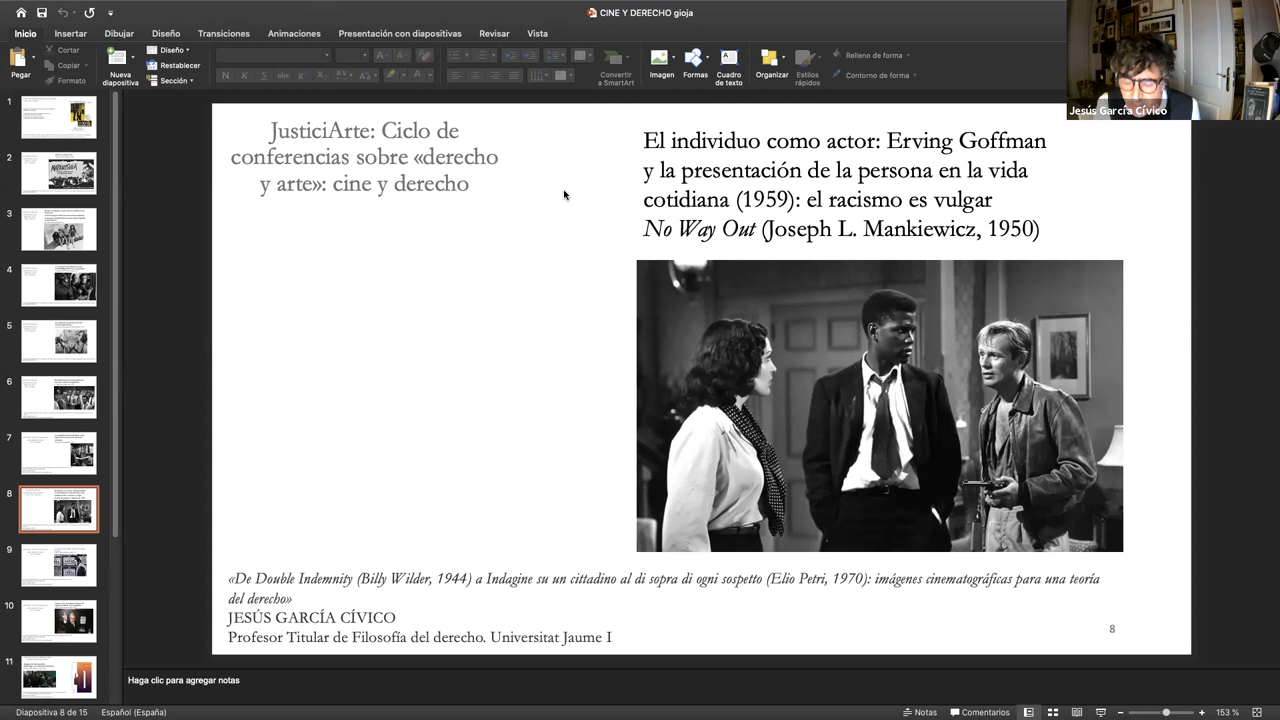 CINE Y DERECHO gioja
Inicio Insertar Dibujar Diseño Transiciones Animaciones Presentación con diapositivas Revisar Vista
Pegar
Cortar
Copiar
Formato
Nueva
diapositiva
Diseño
Restablecer
Sección
Convertir
a SmartArt
Imagen
Formas
Cuadro
de texto
Organizar
Estilos
rápidos
Relleno de forma
Contorno de forma
Jesús García Cívico
JusticiArte: Ciclo de
conferencias sobre «derecho
y arte»: cine y derecho
El individuo como actor: Erving Goffman
y la presentación de la persona en la vida
cotidiana (1959): el racismo es vulgar
No Way Out (Joseph L. Mankiewicz, 1950)
«De Double Indemnity (Billy Wilder, 1944) a Indagine su un cittadino al di sopra di ogni sospetto (Elio Petri, 1970): imágenes cinematográficas para una teoría
del derecho»
JESÚS GARCÍA CÍVICO
Profesor Titular de Filosofía del derecho, Universitat Jaume I
8
10
11
Haga clic para agregar notas
Diapositiva 8 de 15 Español (España) Notas Comentarios 153 %